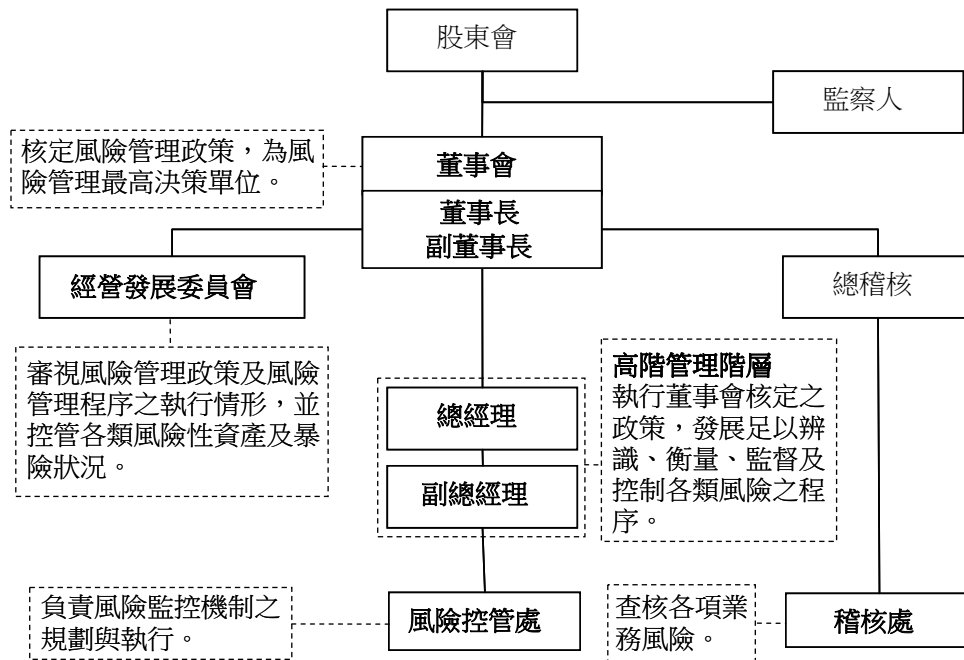 股東會
監察人
核定風險管理政策，為風
險管理最高決策單位。
董事會
董事長
副董事長
經營發展委員會
總稽核
審視風險管理政策及風險
管理程序之執行情形，並
控管各類風險性資產及暴
險狀況。
總經理
副總經理
高階管理階層
執行董事會核定之
政策，發展足以辨
識、衡量、監督及
控制各類風險之程
序。
負責風險監控機制之
規劃與執行。
風險控管處
查核各項業
務風險。
稽核處